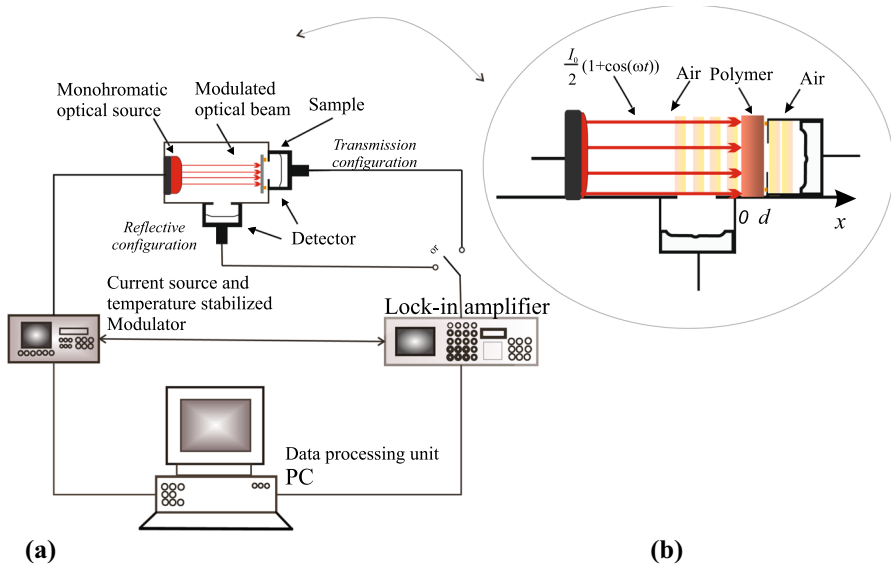 Monohromatic
optical source
Modulated
optical beam
Sample
Transmission
configuration
Reflective
configuration
Detector
or
Current source and
temperature stabilized
Modulator
Lock-in amplifier
Data processing unit
PC
(a)
I₀/2 (1+cos(ωt))
Air
Polymer
Air
0 d
x
(b)